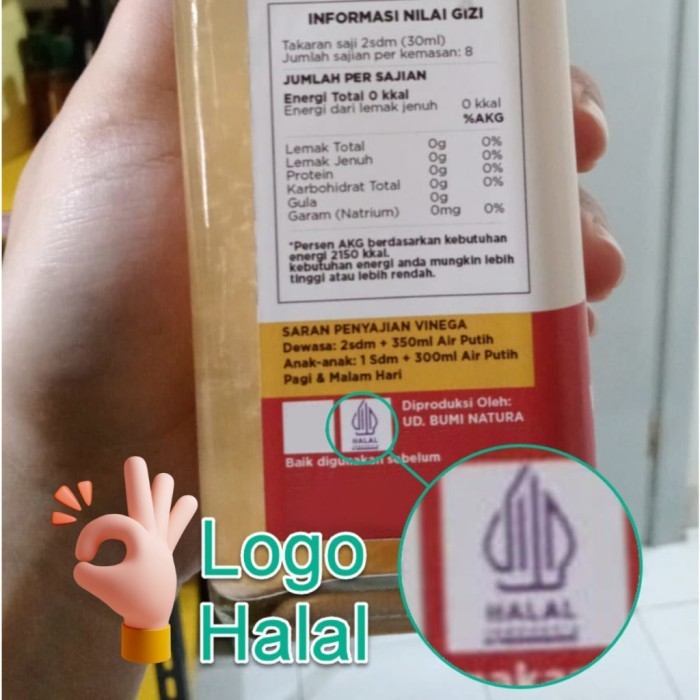 INFORMASI NILAI GIZI
Takaran saji 2sdm (30ml)
Jumlah sajian per kemasan: 8
JUMLAH PER SAJIAN
Energi Total 0 kkal
Energi dari lemak jenuh 0 kkal
%AKG
Lemak Total 0g 0%
Lemak Jenuh 0g 0%
Protein 0g 0%
Karbohidrat Total 0g 0%
Gula 0g
Garam (Natrium) 0mg 0%
*Persen AKG berdasarkan kebutuhan
energi 2150 kkal.
kebutuhan energi anda mungkin lebih
tinggi atau lebih rendah.
SARAN PENYAJIAN VINEGA
Dewasa: 2sdm + 350ml Air Putih
Anak-anak: 1 Sdm + 300ml Air Putih
Pagi & Malam Hari
Diproduksi Oleh:
UD. BUMI NATURA
HALAL
Baik digunakan sebelum
HALAL
Logo
Halal